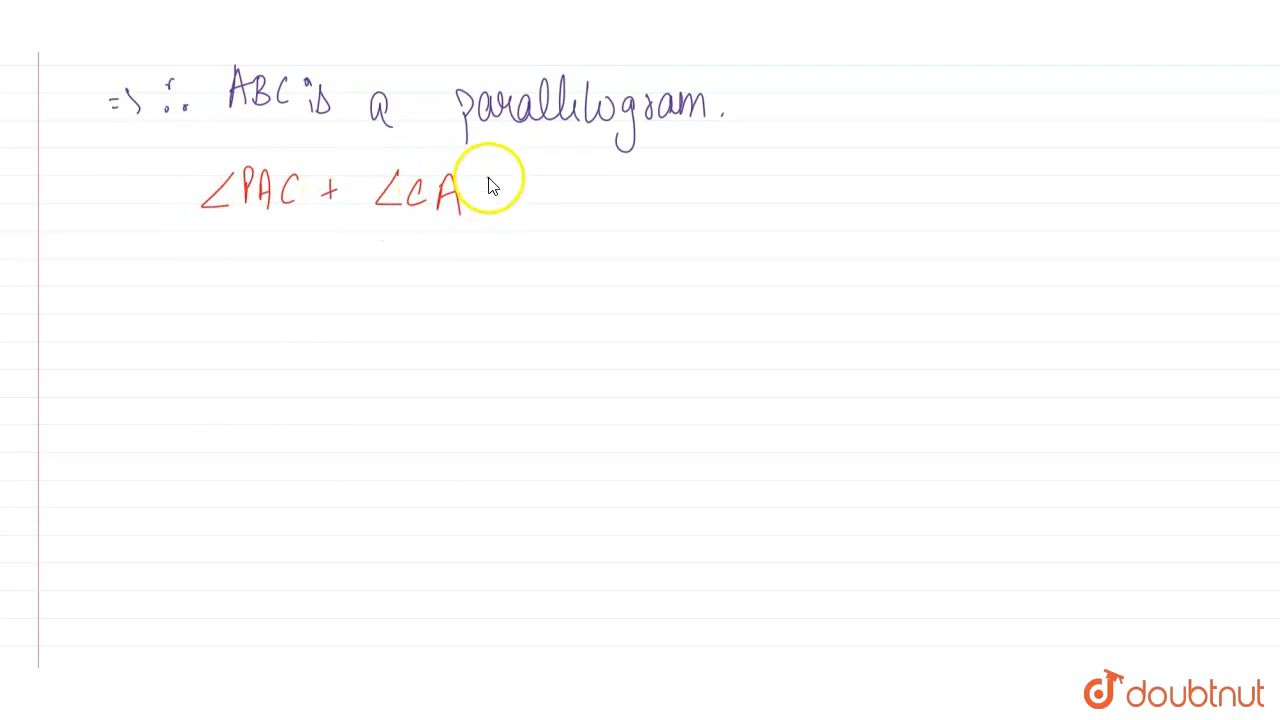 => ∴ ABC is a parallelogram.
∠PAC + ∠CA
doubtnut